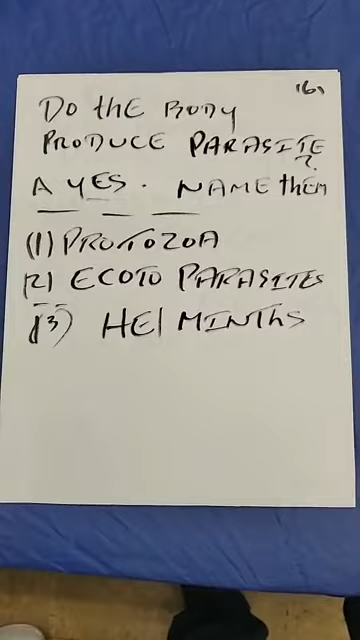 16,
DO thE BODY
PRODUCE PARASITE
?
A YES. NAME thEM
(1) PROTOZOA
(2) ECOTO PARASITES
(3) HElMINThS